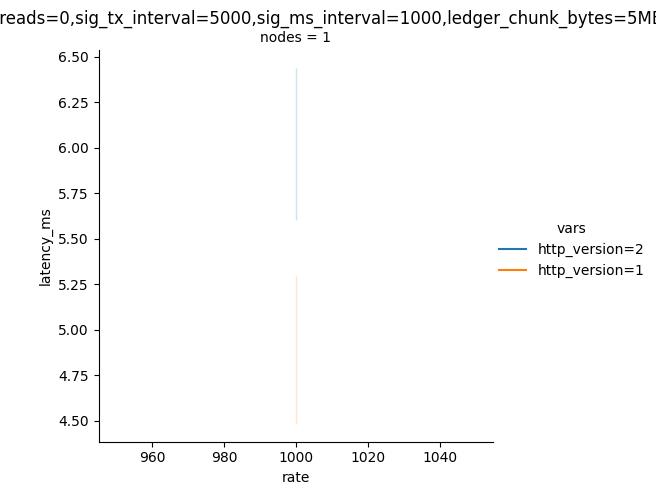 reads=0,sig_tx_interval=5000,sig_ms_interval=1000,ledger_chunk_bytes=5MB
nodes = 1
6.50
6.25
6.00
5.75
5.50
5.25
5.00
4.75
4.50
latency_ms
960
980
1000
1020
1040
rate
vars
http_version=2
http_version=1